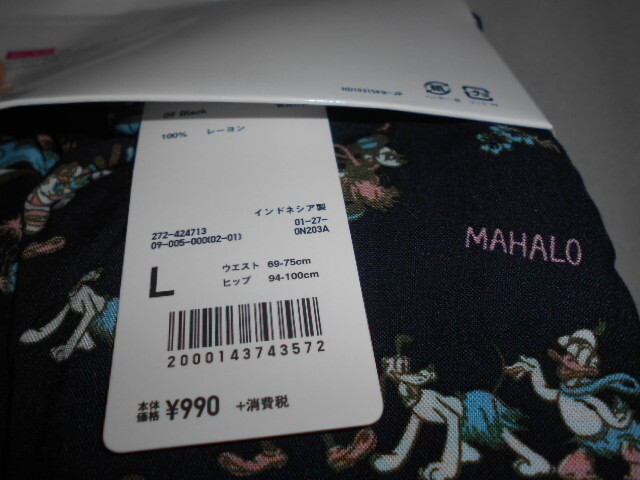 HD1031SKB-JP
09 Black
100% レーヨン
インドネシア製
272-424713 01-27-
09-005-000(02-01) 0N203A
MAHALO
L ウエスト 69-75cm
ヒップ 94-100cm
2000143743572
本体価格 ¥990 +消費税